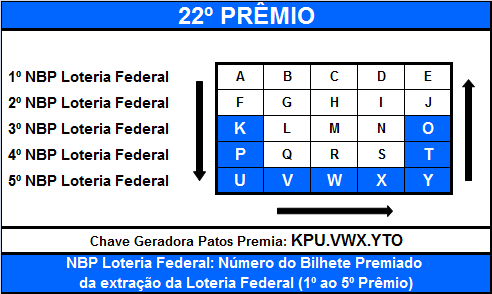 22º PRÊMIO
1º NBP Loteria Federal A B C D E
2º NBP Loteria Federal F G H I J
3º NBP Loteria Federal K L M N O
4º NBP Loteria Federal P Q R S T
5º NBP Loteria Federal U V W X Y
Chave Geradora Patos Premia: KPU.VWX.YTO
NBP Loteria Federal: Número do Bilhete Premiado
da extração da Loteria Federal (1º ao 5º Prêmio)